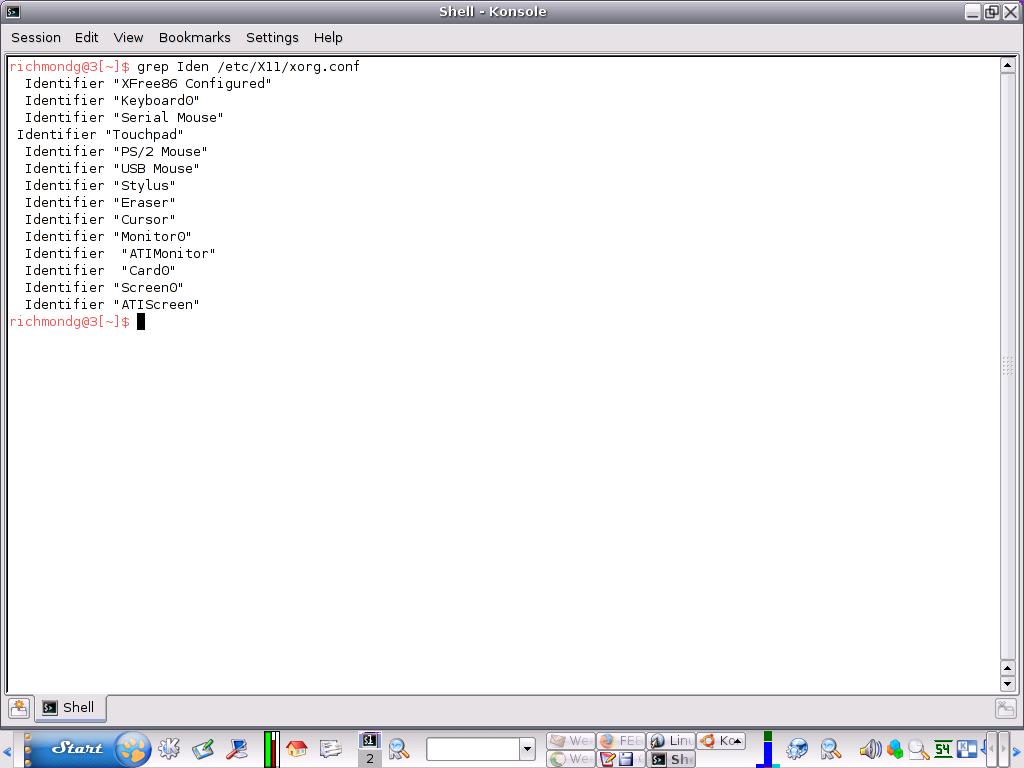 Shell - Konsole
Session Edit View Bookmarks Settings Help
richmondg@3[~]$ grep Iden /etc/X11/xorg.conf
Identifier "XFree86 Configured"
Identifier "Keyboard0"
Identifier "Serial Mouse"
Identifier "Touchpad"
Identifier "PS/2 Mouse"
Identifier "USB Mouse"
Identifier "Stylus"
Identifier "Eraser"
Identifier "Cursor"
Identifier "Monitor0"
Identifier  "ATIMonitor"
Identifier  "Card0"
Identifier "Screen0"
Identifier "ATIScreen"
richmondg@3[~]$
Shell
Start
2
We
FEE
Lin
Ko
We
Sh
54